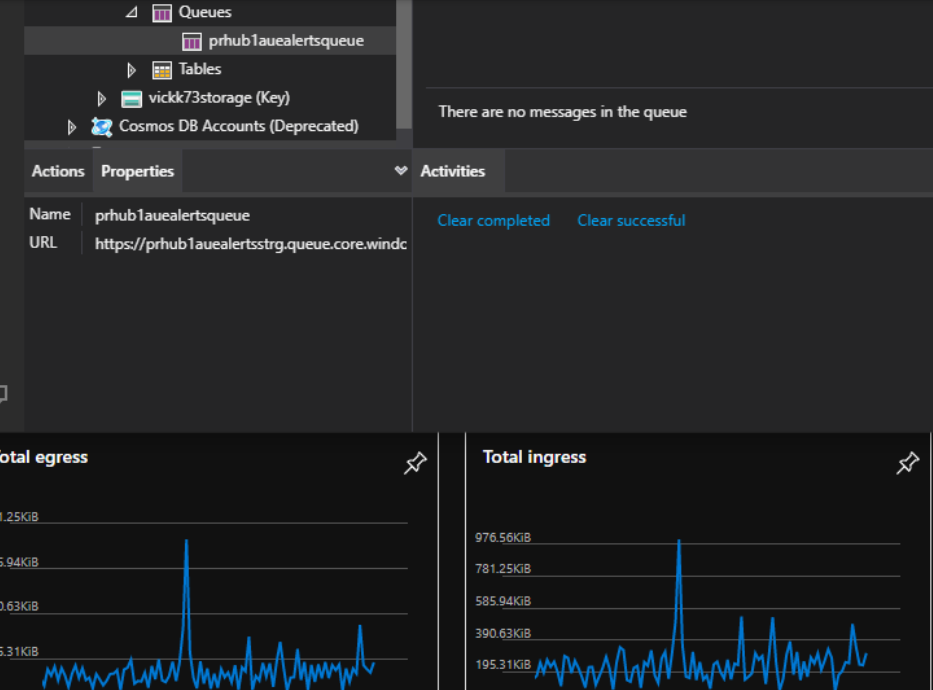 Queues
prhub1auealertsqueue
Tables
vickk73storage (Key)
Cosmos DB Accounts (Deprecated)
There are no messages in the queue
Actions Properties
Activities
Name prhub1auealertsqueue
URL https://prhub1auealertsstrg.queue.core.windc
Clear completed Clear successful
otal egress
1.25KiB
5.94KiB
0.63KiB
5.31KiB
Total ingress
976.56KiB
781.25KiB
585.94KiB
390.63KiB
195.31KiB